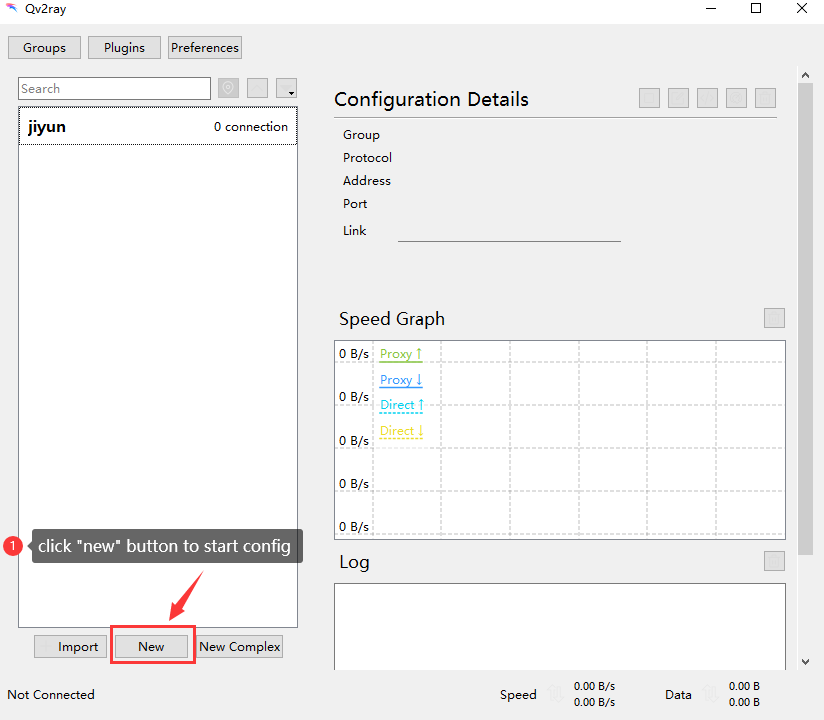 Qv2ray
Groups Plugins Preferences
Search
jiyun 0 connection
Configuration Details
Group
Protocol
Address
Port
Link
Speed Graph
0 B/s Proxy ↑
Proxy ↓
0 B/s
Direct ↑
Direct ↓
0 B/s
0 B/s
0 B/s
1 click "new" button to start config
Log
Import New New Complex
Not Connected
Speed 0.00 B/s
0.00 B/s
Data 0.00 B
0.00 B